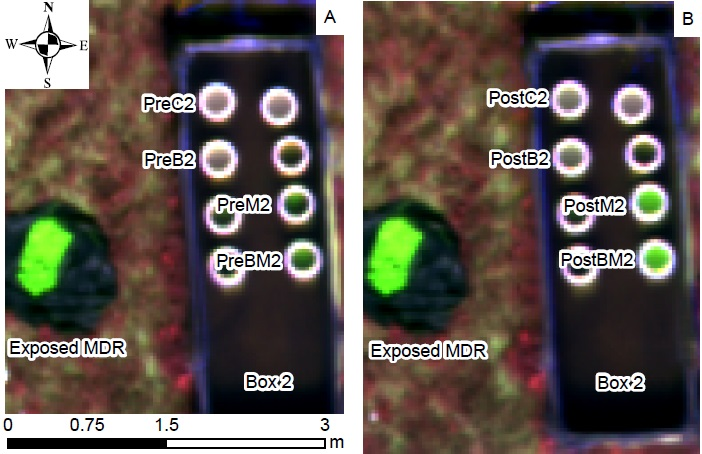 N
W E
S
A
PreC2
PreB2
PreM2
PreBM2
Exposed MDR
Box 2
0 0.75 1.5 3
m
B
PostC2
PostB2
PostM2
PostBM2
Exposed MDR
Box 2